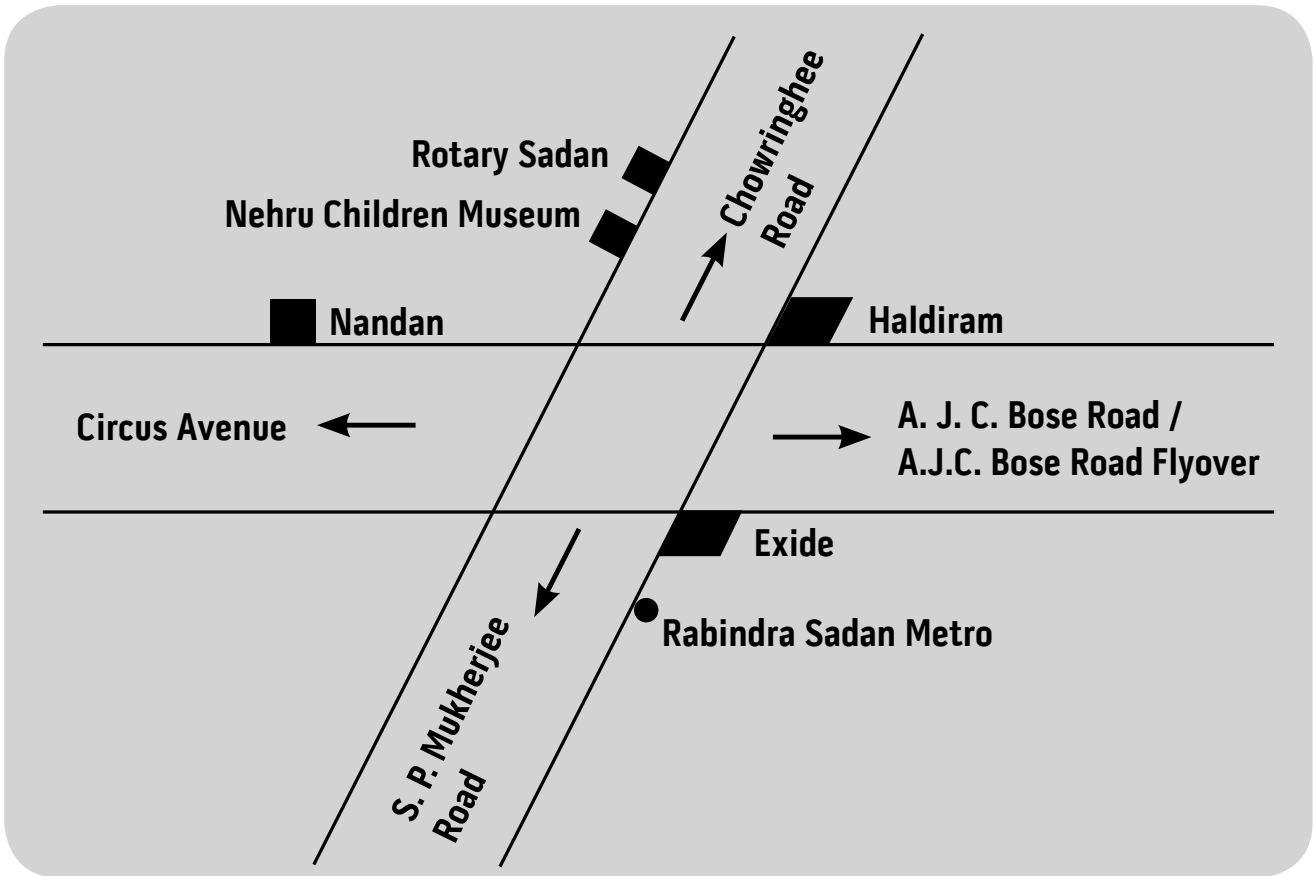 Chowringhee
Road
Rotary Sadan
Nehru Children Museum
Nandan
Haldiram
Circus Avenue
A. J. C. Bose Road /
A.J.C. Bose Road Flyover
Exide
Rabindra Sadan Metro
S. P. Mukherjee
Road